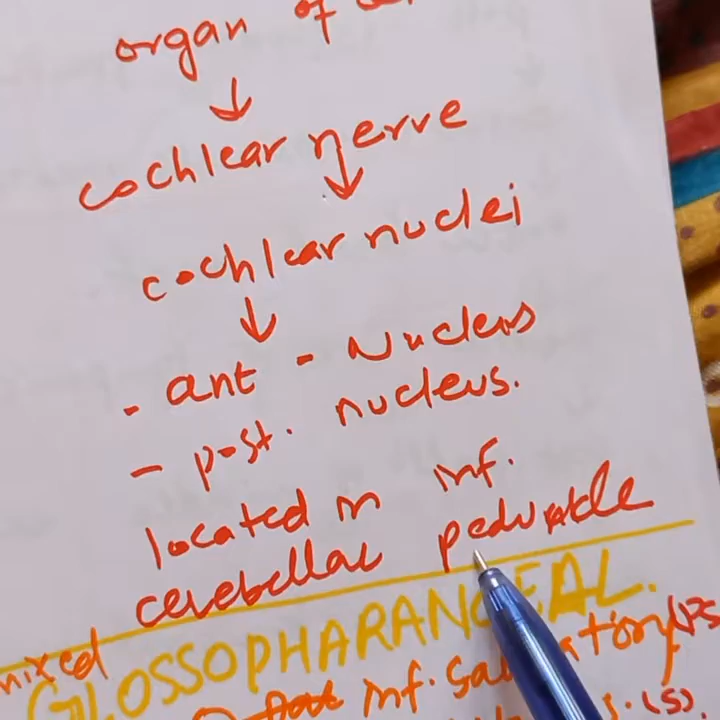 organ of
cochlear nerve
cochlear nuclei
- ant - Nucleus
- post. nucleus.
located in inf.
cerebellar peduncle
mixed
GLOSSOPHARANGEAL.
inf. Salivatory
(S)